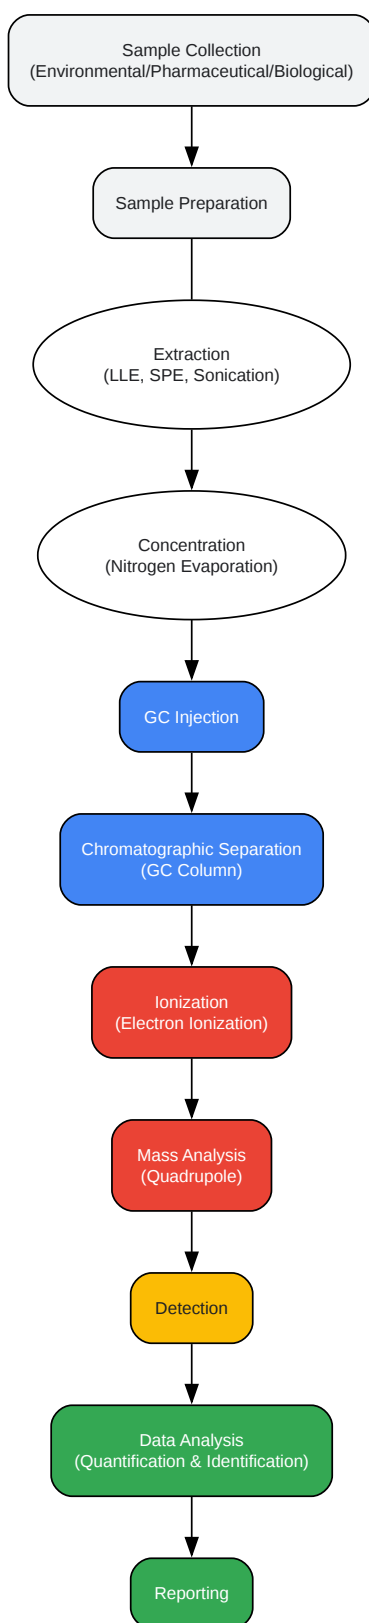 Sample Collection
(Environmental/Pharmaceutical/Biological)
Sample Preparation
Extraction
(LLE, SPE, Sonication)
Concentration
(Nitrogen Evaporation)
GC Injection
Chromatographic Separation
(GC Column)
Ionization
(Electron Ionization)
Mass Analysis
(Quadrupole)
Detection
Data Analysis
(Quantification & Identification)
Reporting